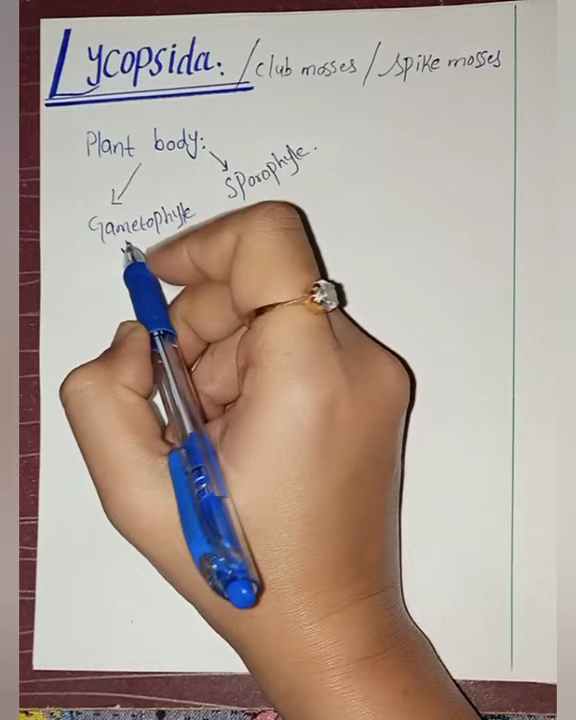 Lycopsida. / club mosses / spike mosses
Plant body:
Sporophyte.
Gametophyte